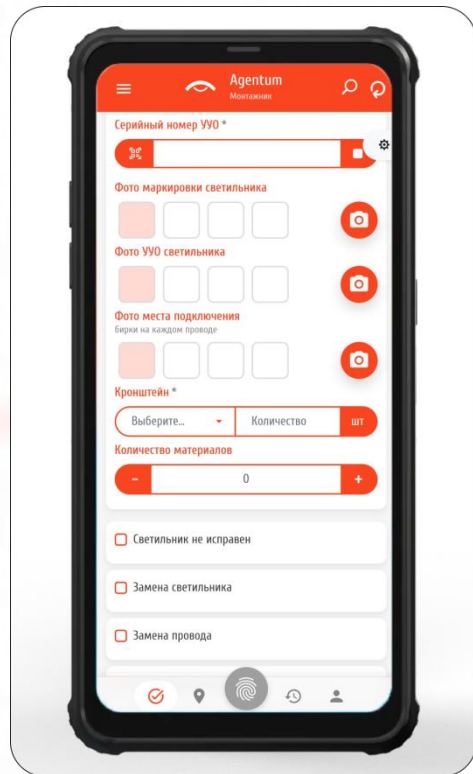 Agentum
Монтажник
Серийный номер УУО *
Фото маркировки светильника
Фото УУО светильника
Фото места подключения
бирки на каждом проводе
Кронштейн *
Выберите... Количество шт
Количество материалов
- 0 +
Светильник не исправен
Замена светильника
Замена провода